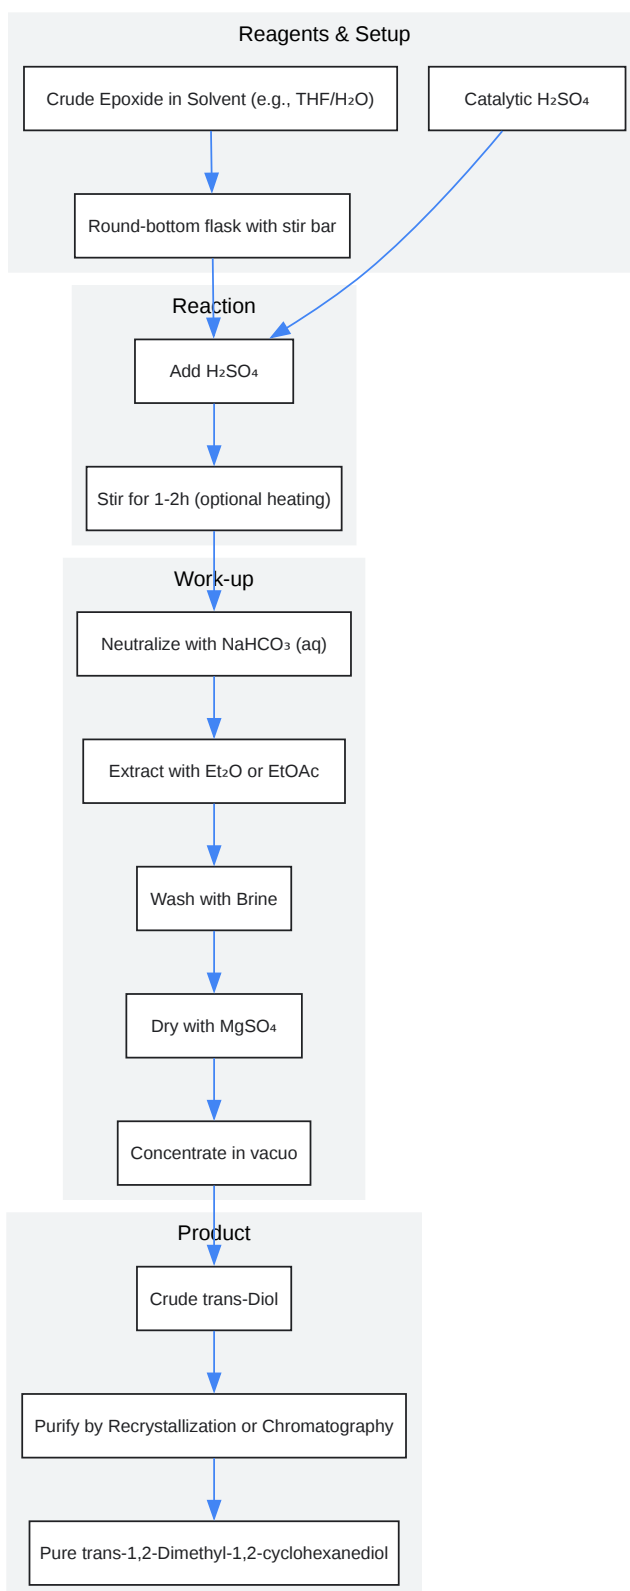 Reagents & Setup
Crude Epoxide in Solvent (e.g., THF/H₂O)
Catalytic H₂SO₄
Round-bottom flask with stir bar
Reaction
Add H₂SO₄
Stir for 1-2h (optional heating)
Work-up
Neutralize with NaHCO₃ (aq)
Extract with Et₂O or EtOAc
Wash with Brine
Dry with MgSO₄
Concentrate in vacuo
Product
Crude trans-Diol
Purify by Recrystallization or Chromatography
Pure trans-1,2-Dimethyl-1,2-cyclohexanediol